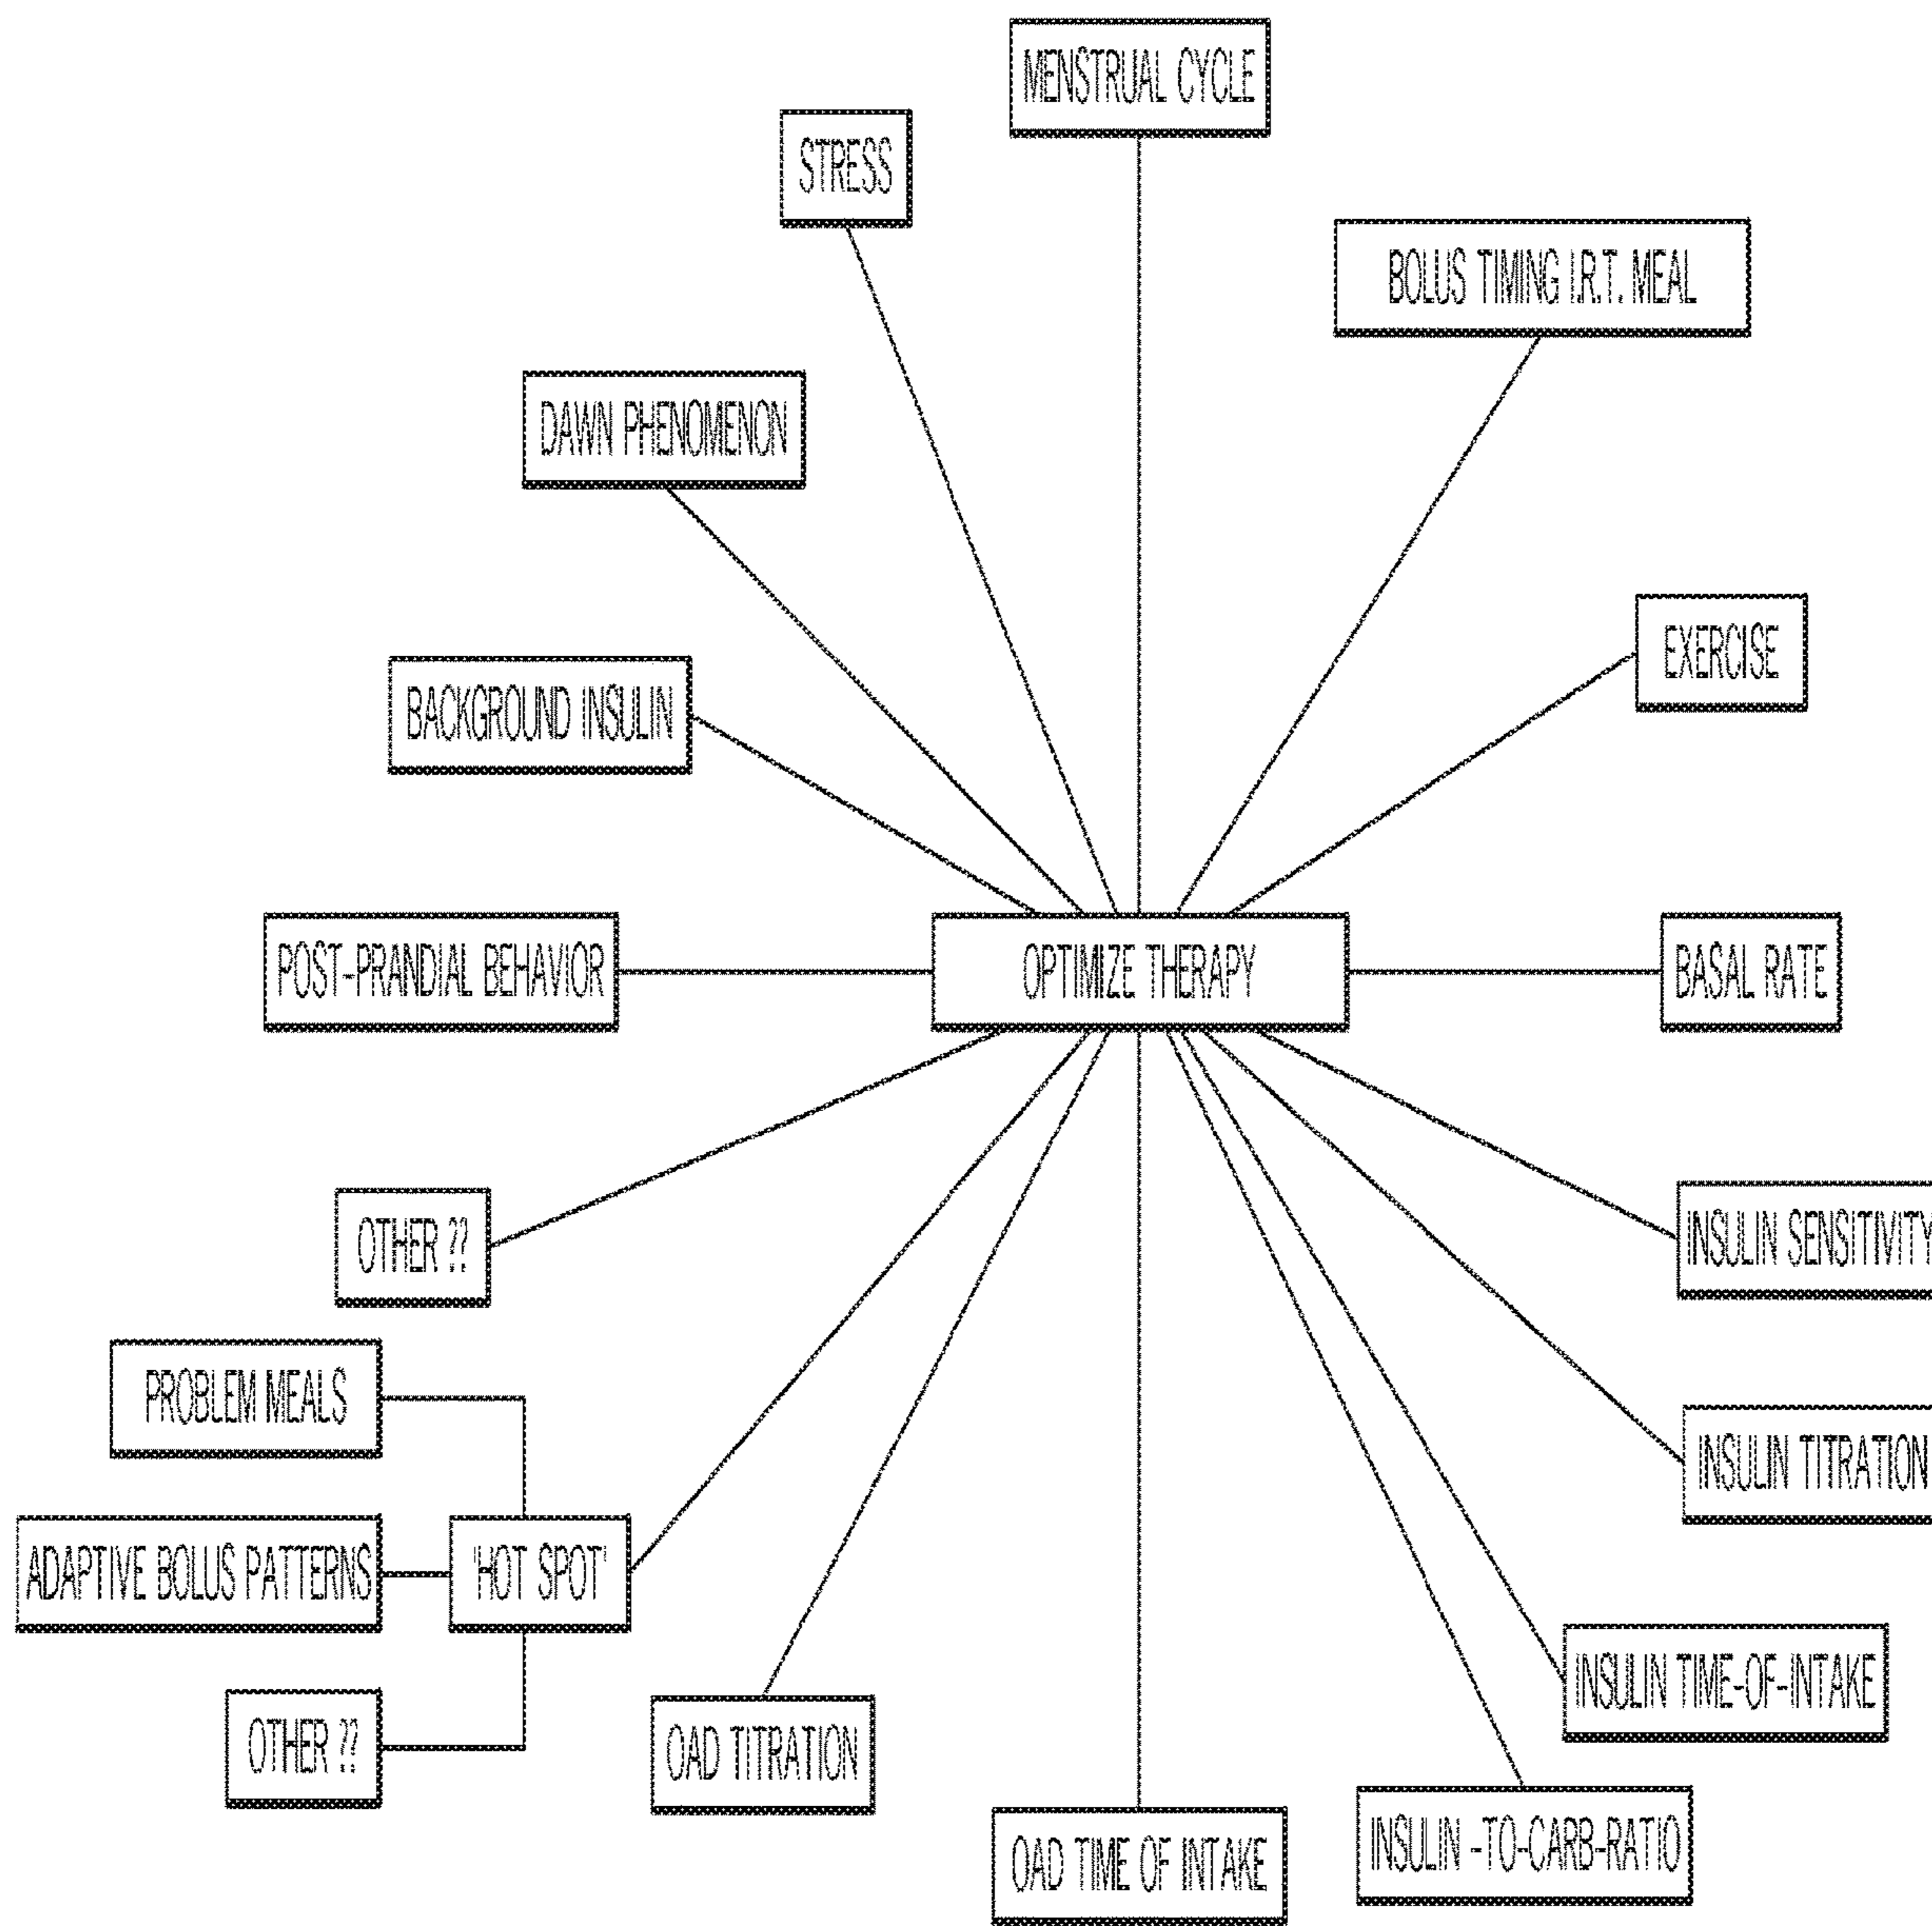 MENSTRUAL CYCLE
STRESS
BOLUS TIMING I.R.T. MEAL
DAWN PHENOMENON
EXERCISE
BACKGROUND INSULIN
POST-PRANDIAL BEHAVIOR
OPTIMIZE THERAPY
BASAL RATE
OTHER ??
INSULIN SENSITIVITY
PROBLEM MEALS
INSULIN TITRATION
ADAPTIVE BOLUS PATTERNS
'HOT SPOT'
INSULIN TIME-OF-INTAKE
OTHER ??
OAD TITRATION
INSULIN -TO-CARB-RATIO
OAD TIME OF INTAKE